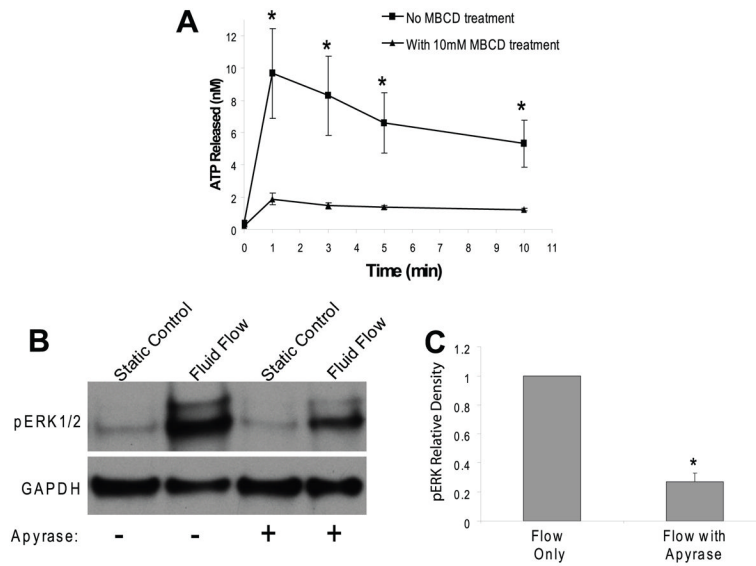 A
No MBCD treatment
With 10mM MBCD treatment
ATP Released (nM)
12
10
8
6
4
2
0
* * * *
0 1 2 3 4 5 6 7 8 9 10 11
Time (min)
B
Static Control
Fluid Flow
Static Control
Fluid Flow
pERK1/2
GAPDH
Apyrase: - - + +
C
pERK Relative Density
1.2
1
0.8
0.6
0.4
0.2
0
*
Flow Only
Flow with Apyrase